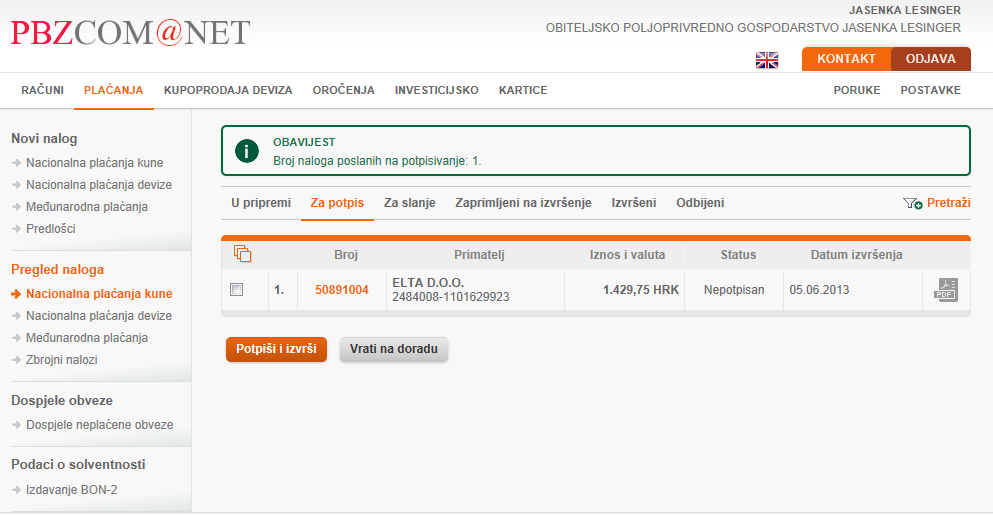 PBZCOM@NET
JASENKA LESINGER
OBITELJSKO POLJOPRIVREDNO GOSPODARSTVO JASENKA LESINGER
KONTAKT
ODJAVA
RAČUNI
PLAĆANJA
KUPOPRODAJA DEVIZA
OROČENJA
INVESTICIJSKO
KARTICE
PORUKE
POSTAVKE
Novi nalog
Nacionalna plaćanja kune
Nacionalna plaćanja devize
Međunarodna plaćanja
Predlošci
Pregled naloga
Nacionalna plaćanja kune
Nacionalna plaćanja devize
Međunarodna plaćanja
Zbrojni nalozi
Dospjele obveze
Dospjele neplaćene obveze
Podaci o solventnosti
Izdavanje BON-2
OBAVIJEST
Broj naloga poslanih na potpisivanje: 1.
U pripremi
Za potpis
Za slanje
Zaprimljeni na izvršenje
Izvršeni
Odbijeni
Pretraži
Broj
Primatelj
Iznos i valuta
Status
Datum izvršenja
1.
50891004
ELTA D.O.O.
2484008-1101629923
1.429,75 HRK
Nepotpisan
05.06.2013
PDF
Potpiši i izvrši
Vrati na doradu